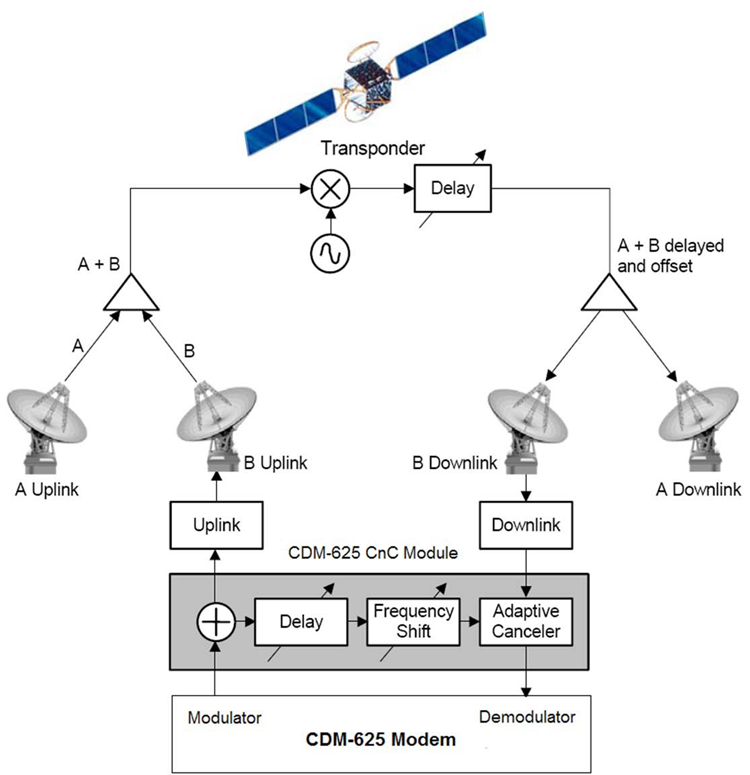 Transponder
Delay
A + B
A + B delayed
and offset
A
B
A Uplink
B Uplink
B Downlink
A Downlink
Uplink
Downlink
CDM-625 CnC Module
Delay
Frequency
Shift
Adaptive
Canceler
Modulator
Demodulator
CDM-625 Modem